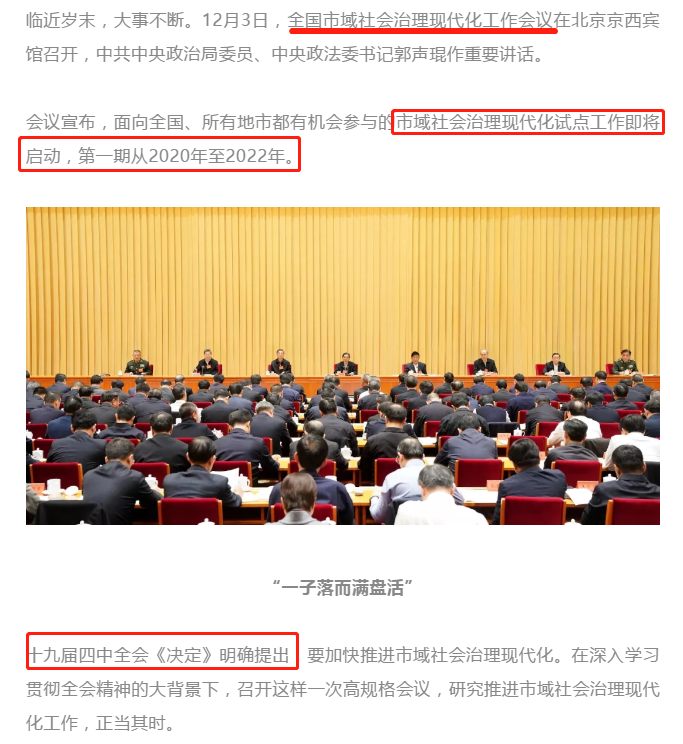 临近岁末，大事不断。12月3日，全国市域社会治理现代化工作会议在北京京西宾
馆召开，中共中央政治局委员、中央政法委书记郭声琨作重要讲话。
会议宣布，面向全国、所有地市都有机会参与的市域社会治理现代化试点工作即将
启动，第一期从2020年至2022年。
“一子落而满盘活”
十九届四中全会《决定》明确提出，要加快推进市域社会治理现代化。在深入学习
贯彻全会精神的大背景下，召开这样一次高规格会议，研究推进市域社会治理现代
化工作，正当其时。